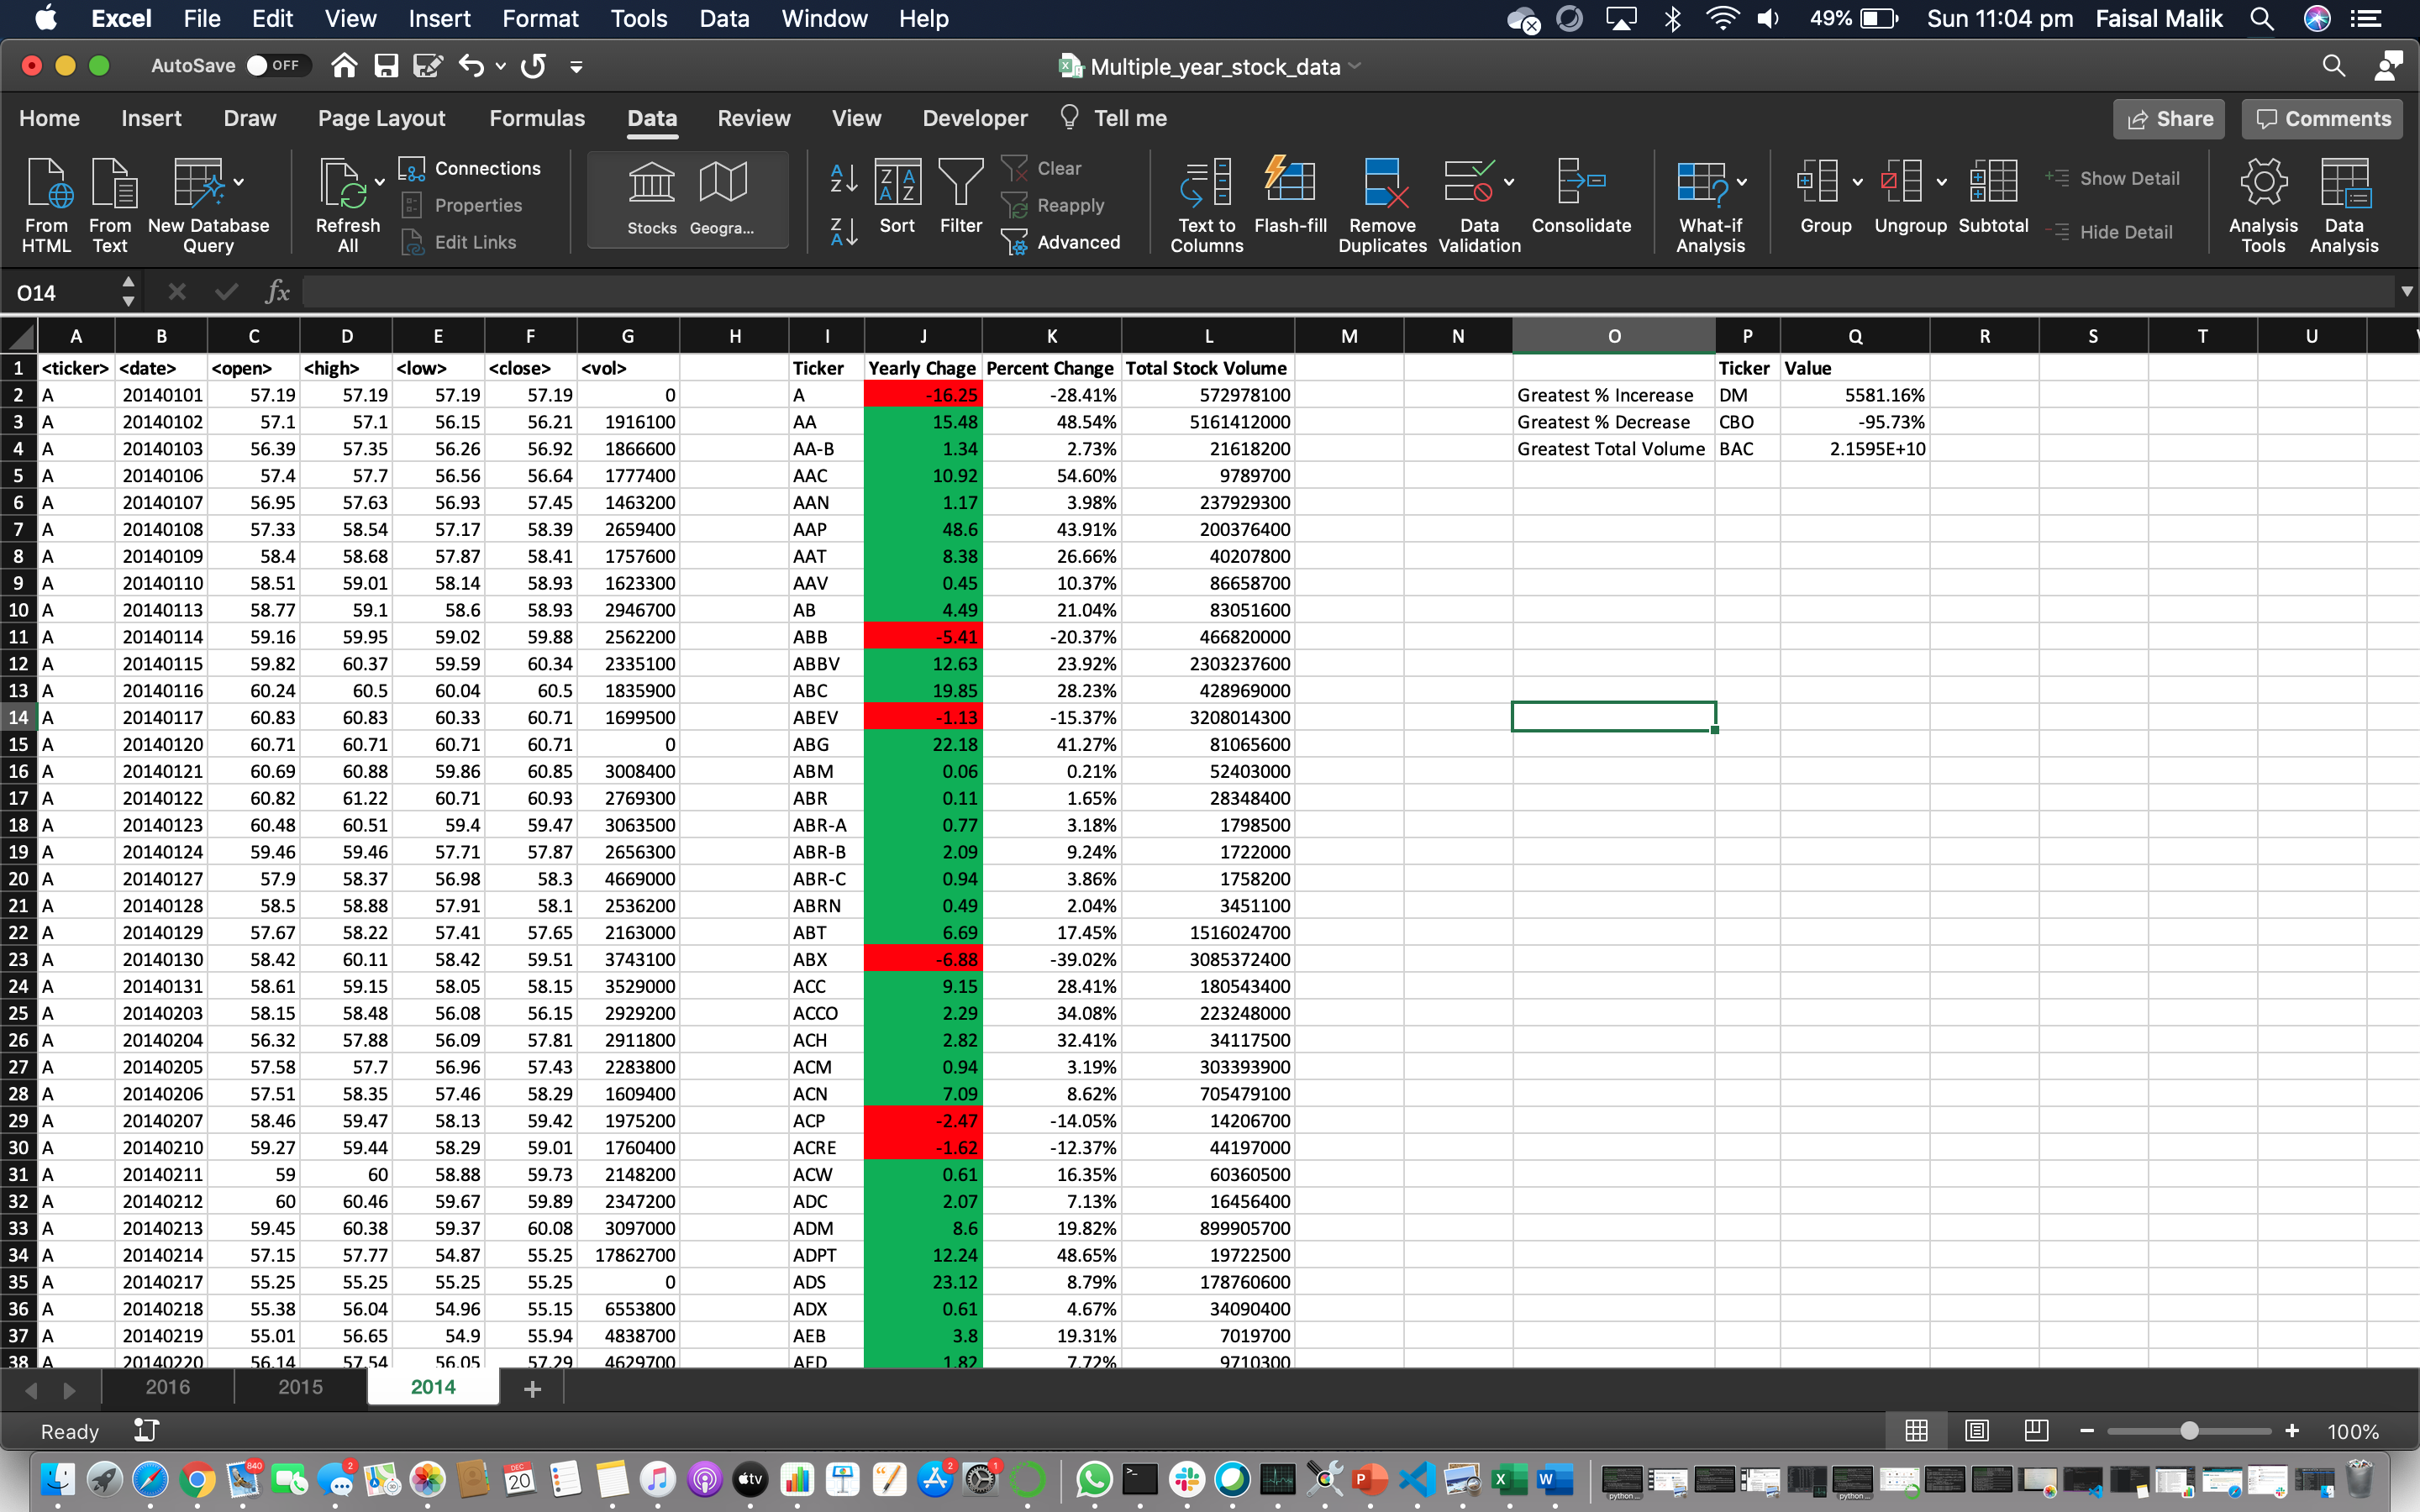 Excel File Edit View Insert Format Tools Data Window Help 49% Sun 11:04 pm Faisal Malik
AutoSave OFF Multiple_year_stock_data
Home Insert Draw Page Layout Formulas Data Review View Developer Tell me Share Comments
From HTML From Text New Database Query Refresh All Connections Properties Edit Links Stocks Geogra... Sort Filter Clear Reapply Advanced Text to Columns Flash-fill Remove Duplicates Data Validation Consolidate What-if Analysis Group Ungroup Subtotal Show Detail Hide Detail Analysis Tools Data Analysis
O14 fx
A B C D E F G H I J K L M N O P Q R S T U
1 <ticker> <date> <open> <high> <low> <close> <vol> Ticker Yearly Chage Percent Change Total Stock Volume Ticker Value
2 A 20140101 57.19 57.19 57.19 57.19 0 A -16.25 -28.41% 572978100 Greatest % Incerease DM 5581.16%
3 A 20140102 57.1 57.1 56.15 56.21 1916100 AA 15.48 48.54% 5161412000 Greatest % Decrease CBO -95.73%
4 A 20140103 56.39 57.35 56.26 56.92 1866600 AA-B 1.34 2.73% 21618200 Greatest Total Volume BAC 2.1595E+10
5 A 20140106 57.4 57.7 56.56 56.64 1777400 AAC 10.92 54.60% 9789700
6 A 20140107 56.95 57.63 56.93 57.45 1463200 AAN 1.17 3.98% 237929300
7 A 20140108 57.33 58.54 57.17 58.39 2659400 AAP 48.6 43.91% 200376400
8 A 20140109 58.4 58.68 57.87 58.41 1757600 AAT 8.38 26.66% 40207800
9 A 20140110 58.51 59.01 58.14 58.93 1623300 AAV 0.45 10.37% 86658700
10 A 20140113 58.77 59.1 58.6 58.93 2946700 AB 4.49 21.04% 83051600
11 A 20140114 59.16 59.95 59.02 59.88 2562200 ABB -5.41 -20.37% 466820000
12 A 20140115 59.82 60.37 59.59 60.34 2335100 ABBV 12.63 23.92% 2303237600
13 A 20140116 60.24 60.5 60.04 60.5 1835900 ABC 19.85 28.23% 428969000
14 A 20140117 60.83 60.83 60.33 60.71 1699500 ABEV -1.13 -15.37% 3208014300
15 A 20140120 60.71 60.71 60.71 60.71 0 ABG 22.18 41.27% 81065600
16 A 20140121 60.69 60.88 59.86 60.85 3008400 ABM 0.06 0.21% 52403000
17 A 20140122 60.82 61.22 60.71 60.93 2769300 ABR 0.11 1.65% 28348400
18 A 20140123 60.48 60.51 59.4 59.47 3063500 ABR-A 0.77 3.18% 1798500
19 A 20140124 59.46 59.46 57.71 57.87 2656300 ABR-B 2.09 9.24% 1722000
20 A 20140127 57.9 58.37 56.98 58.3 4669000 ABR-C 0.94 3.86% 1758200
21 A 20140128 58.5 58.88 57.91 58.1 2536200 ABRN 0.49 2.04% 3451100
22 A 20140129 57.67 58.22 57.41 57.65 2163000 ABT 6.69 17.45% 1516024700
23 A 20140130 58.42 60.11 58.42 59.51 3743100 ABX -6.88 -39.02% 3085372400
24 A 20140131 58.61 59.15 58.05 58.15 3529000 ACC 9.15 28.41% 180543400
25 A 20140203 58.15 58.48 56.08 56.15 2929200 ACCO 2.29 34.08% 223248000
26 A 20140204 56.32 57.88 56.09 57.81 2911800 ACH 2.82 32.41% 34117500
27 A 20140205 57.58 57.7 56.96 57.43 2283800 ACM 0.94 3.19% 303393900
28 A 20140206 57.51 58.35 57.46 58.29 1609400 ACN 7.09 8.62% 705479100
29 A 20140207 58.46 59.47 58.13 59.42 1975200 ACP -2.47 -14.05% 14206700
30 A 20140210 59.27 59.44 58.29 59.01 1760400 ACRE -1.62 -12.37% 44197000
31 A 20140211 59 60 58.88 59.73 2148200 ACW 0.61 16.35% 60360500
32 A 20140212 60 60.46 59.67 59.89 2347200 ADC 2.07 7.13% 16456400
33 A 20140213 59.45 60.38 59.37 60.08 3097000 ADM 8.6 19.82% 899905700
34 A 20140214 57.15 57.77 54.87 55.25 17862700 ADPT 12.24 48.65% 19722500
35 A 20140217 55.25 55.25 55.25 55.25 0 ADS 23.12 8.79% 178760600
36 A 20140218 55.38 56.04 54.96 55.15 6553800 ADX 0.61 4.67% 34090400
37 A 20140219 55.01 56.65 54.9 55.94 4838700 AEB 3.8 19.31% 7019700
38 A 20140220 56.14 57.54 56.05 57.29 4629700 AED 1.82 7.72% 9710300
2016 2015 2014 +
Ready 100%
840 2 DEC 20 tv 2 1 P X W python python